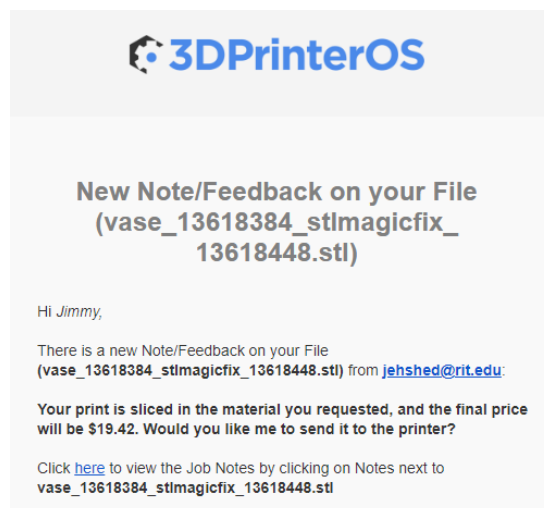 3DPrinterOS
New Note/Feedback on your File
(vase_13618384_stlmagicfix_
13618448.stl)
Hi Jimmy,
There is a new Note/Feedback on your File
(vase_13618384_stlmagicfix_13618448.stl) from jehshed@rit.edu:
Your print is sliced in the material you requested, and the final price
will be $19.42. Would you like me to send it to the printer?
Click here to view the Job Notes by clicking on Notes next to
vase_13618384_stlmagicfix_13618448.stl